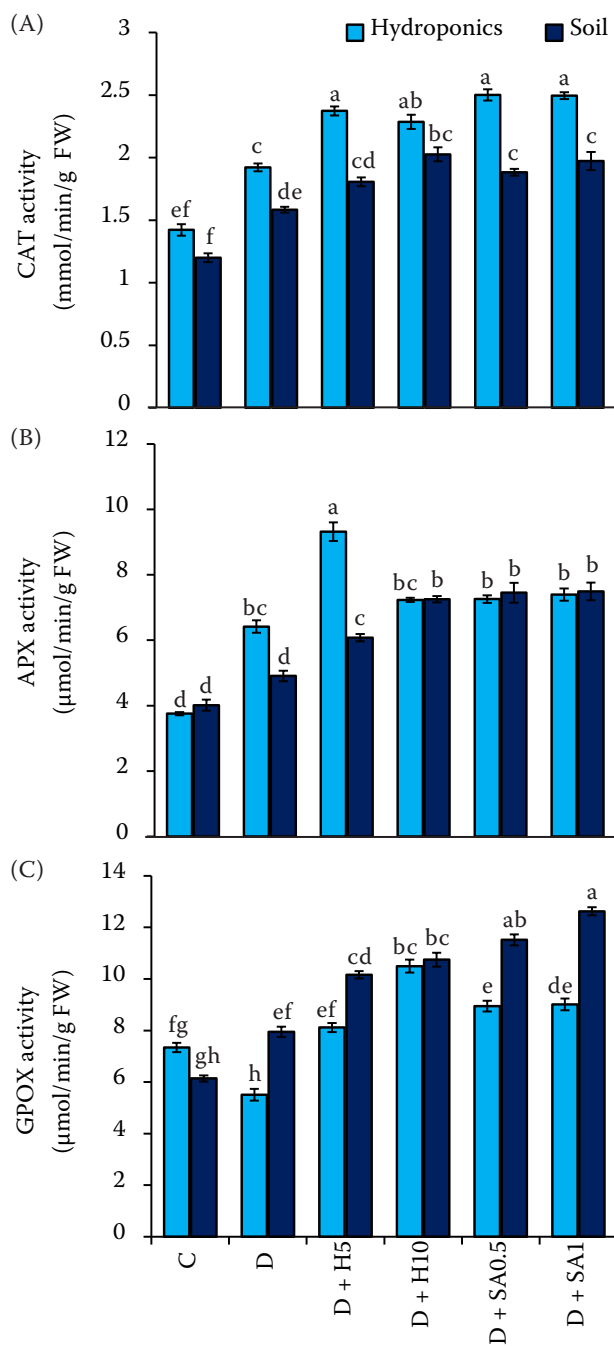 (A)
Hydroponics Soil
CAT activity
(mmol/min/g FW)
3
2.5
2
1.5
1
0.5
0
ef f c de a cd ab bc a c a c
(B)
APX activity
(µmol/min/g FW)
12
10
8
6
4
2
0
d d bc d a c bc b b b b b
(C)
GPOX activity
(µmol/min/g FW)
14
12
10
8
6
4
2
0
fg gh h ef ef cd bc bc e ab de a
C
D
D + H5
D + H10
D + SA0.5
D + SA1